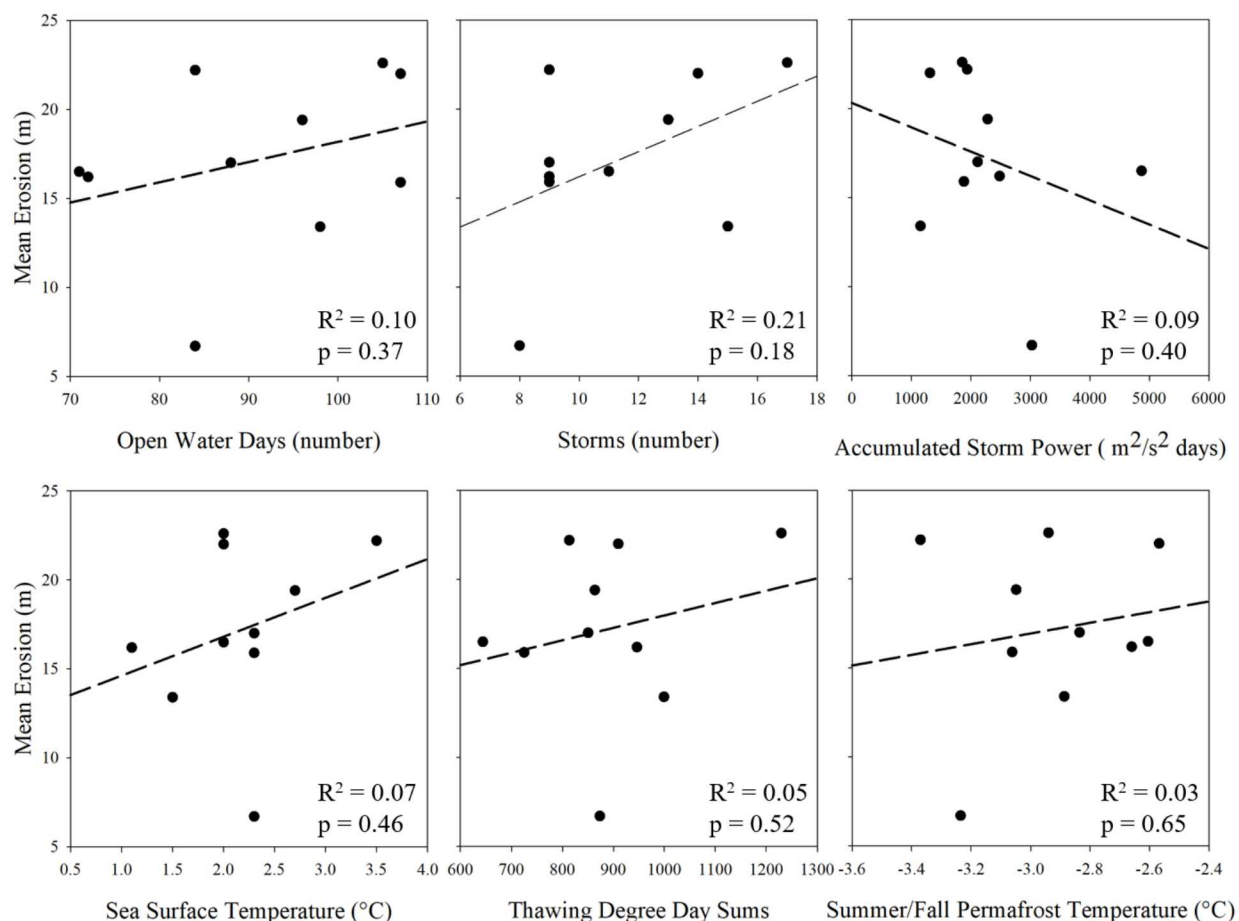 25
20
15
10
5
Mean Erosion (m)
R² = 0.10
p = 0.37
70 80 90 100 110
Open Water Days (number)
R² = 0.21
p = 0.18
6 8 10 12 14 16 18
Storms (number)
R² = 0.09
p = 0.40
0 1000 2000 3000 4000 5000 6000
Accumulated Storm Power ( m²/s² days)
25
20
15
10
5
Mean Erosion (m)
R² = 0.07
p = 0.46
0.5 1.0 1.5 2.0 2.5 3.0 3.5 4.0
Sea Surface Temperature (°C)
R² = 0.05
p = 0.52
600 700 800 900 1000 1100 1200 1300
Thawing Degree Day Sums
R² = 0.03
p = 0.65
-3.6 -3.4 -3.2 -3.0 -2.8 -2.6 -2.4
Summer/Fall Permafrost Temperature (°C)